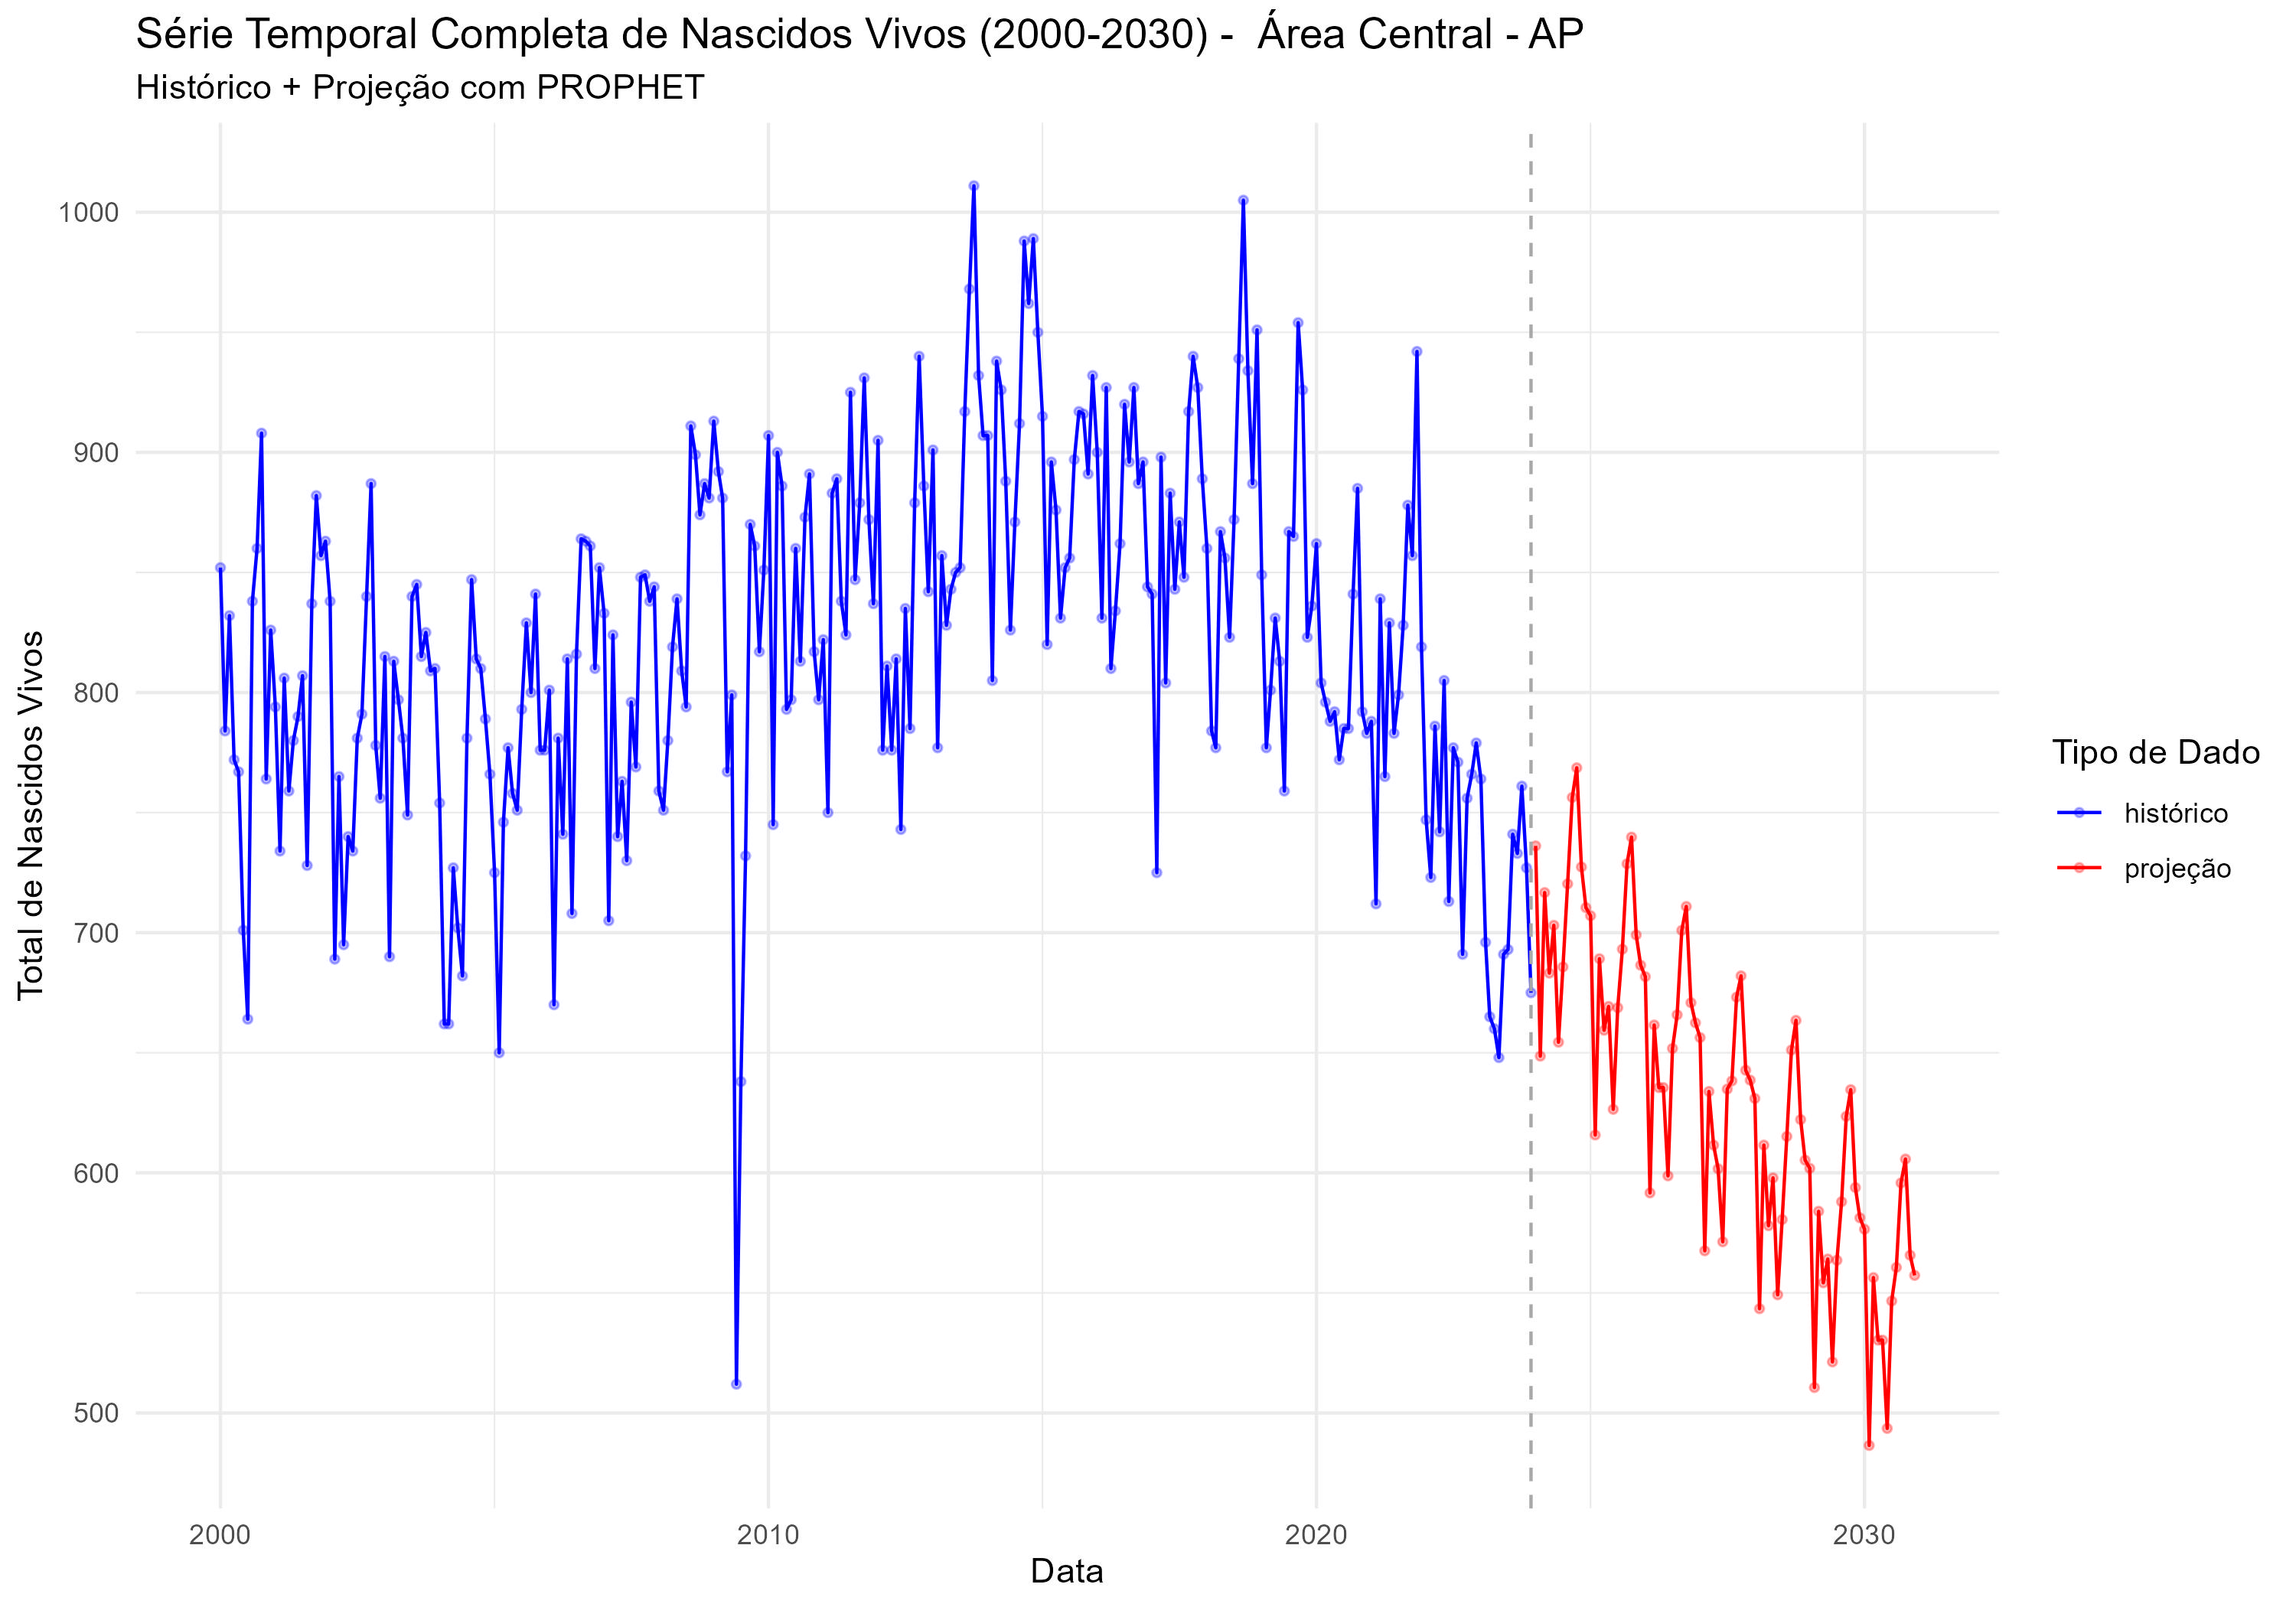 Série Temporal Completa de Nascidos Vivos (2000-2030) -  Área Central - AP
Histórico + Projeção com PROPHET
Total de Nascidos Vivos
1000
900
800
700
600
500
2000
2010
2020
2030
Data
Tipo de Dado
histórico
projeção